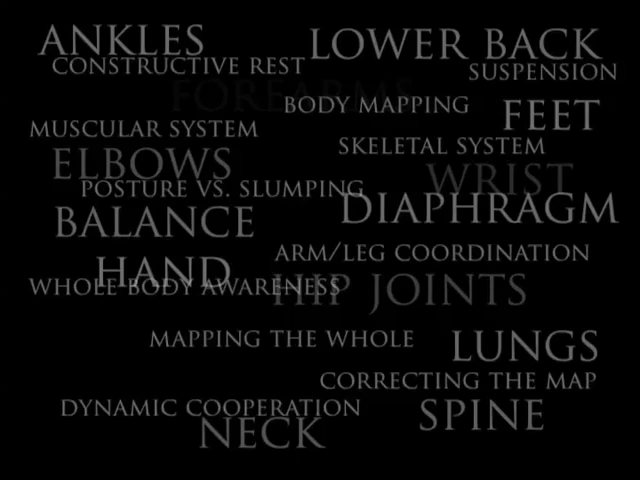 ANKLES
LOWER BACK
CONSTRUCTIVE REST
SUSPENSION
FOREARMS
BODY MAPPING
FEET
MUSCULAR SYSTEM
SKELETAL SYSTEM
ELBOWS
WRIST
POSTURE VS. SLUMPING
DIAPHRAGM
BALANCE
ARM/LEG COORDINATION
HAND
WHOLE BODY AWARENESS
HIP JOINTS
MAPPING THE WHOLE
LUNGS
CORRECTING THE MAP
DYNAMIC COOPERATION
SPINE
NECK